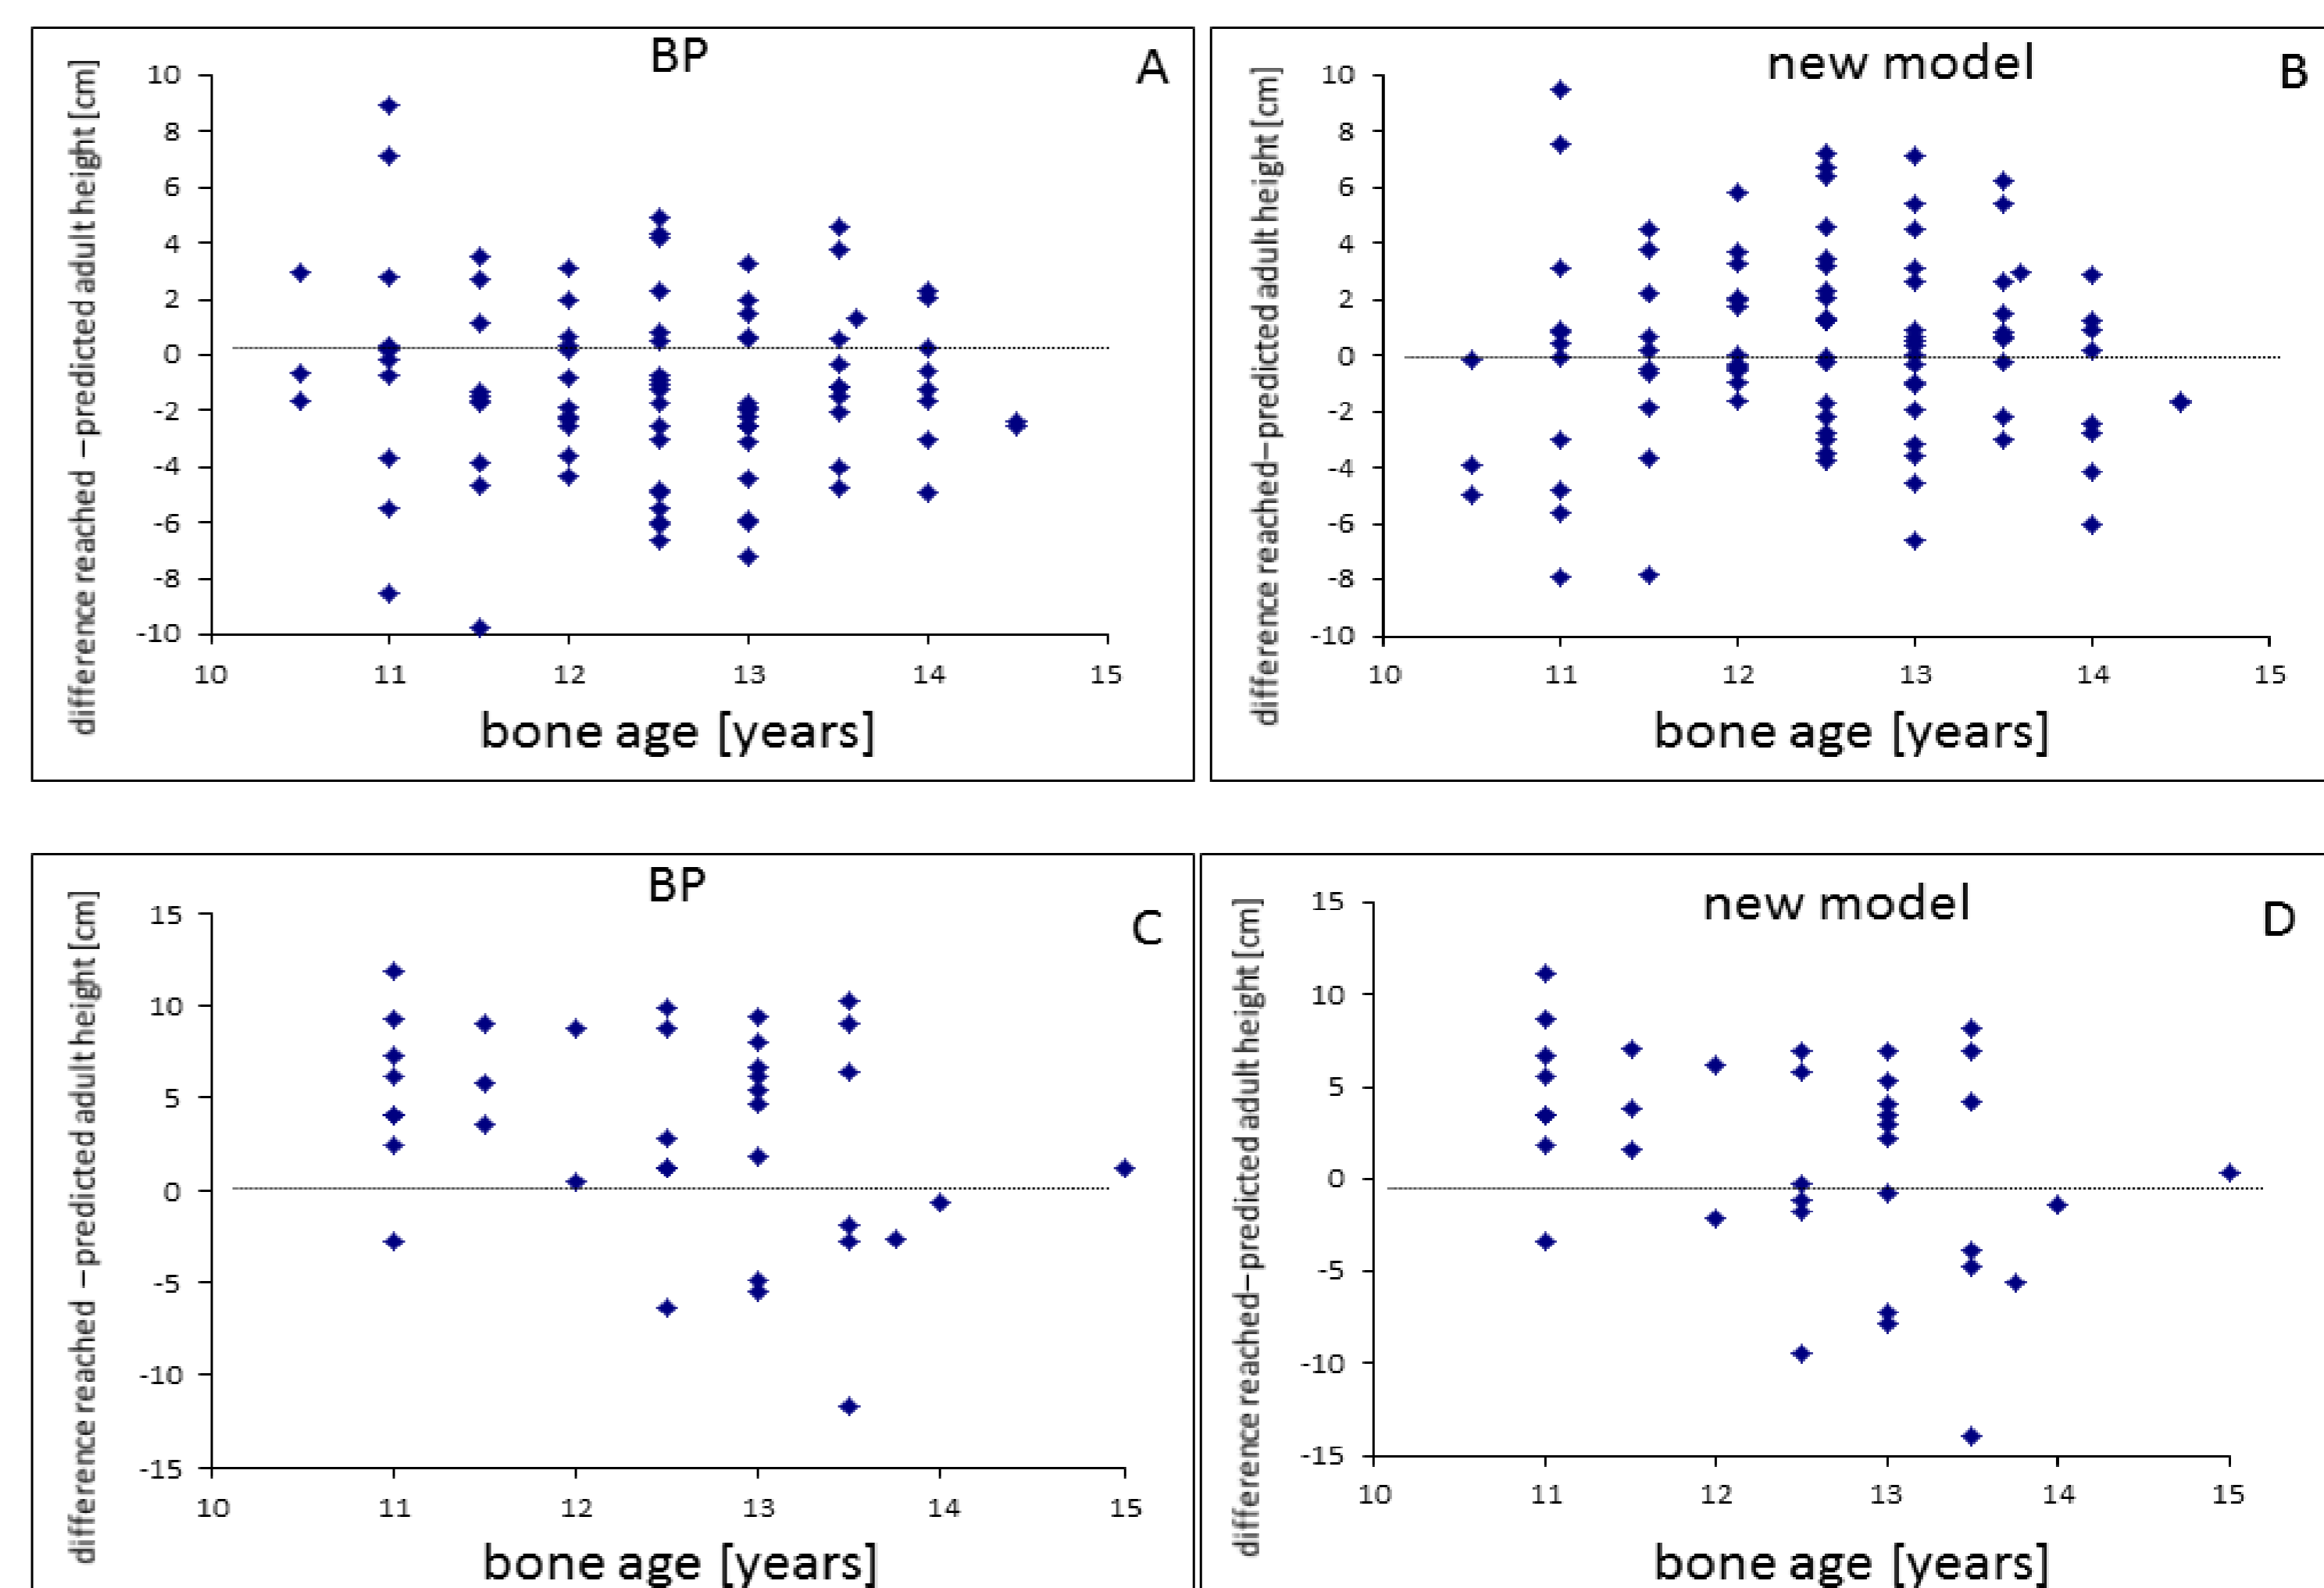 BP
A
difference reached –predicted adult height [cm]
10
8
6
4
2
0
-2
-4
-6
-8
-10
10 11 12 13 14 15
bone age [years]
new model
B
difference reached–predicted adult height [cm]
10
8
6
4
2
0
-2
-4
-6
-8
-10
10 11 12 13 14 15
bone age [years]
BP
C
difference reached –predicted adult height [cm]
15
10
5
0
-5
-10
-15
10 11 12 13 14 15
bone age [years]
new model
D
difference reached–predicted adult height [cm]
15
10
5
0
-5
-10
-15
10 11 12 13 14 15
bone age [years]